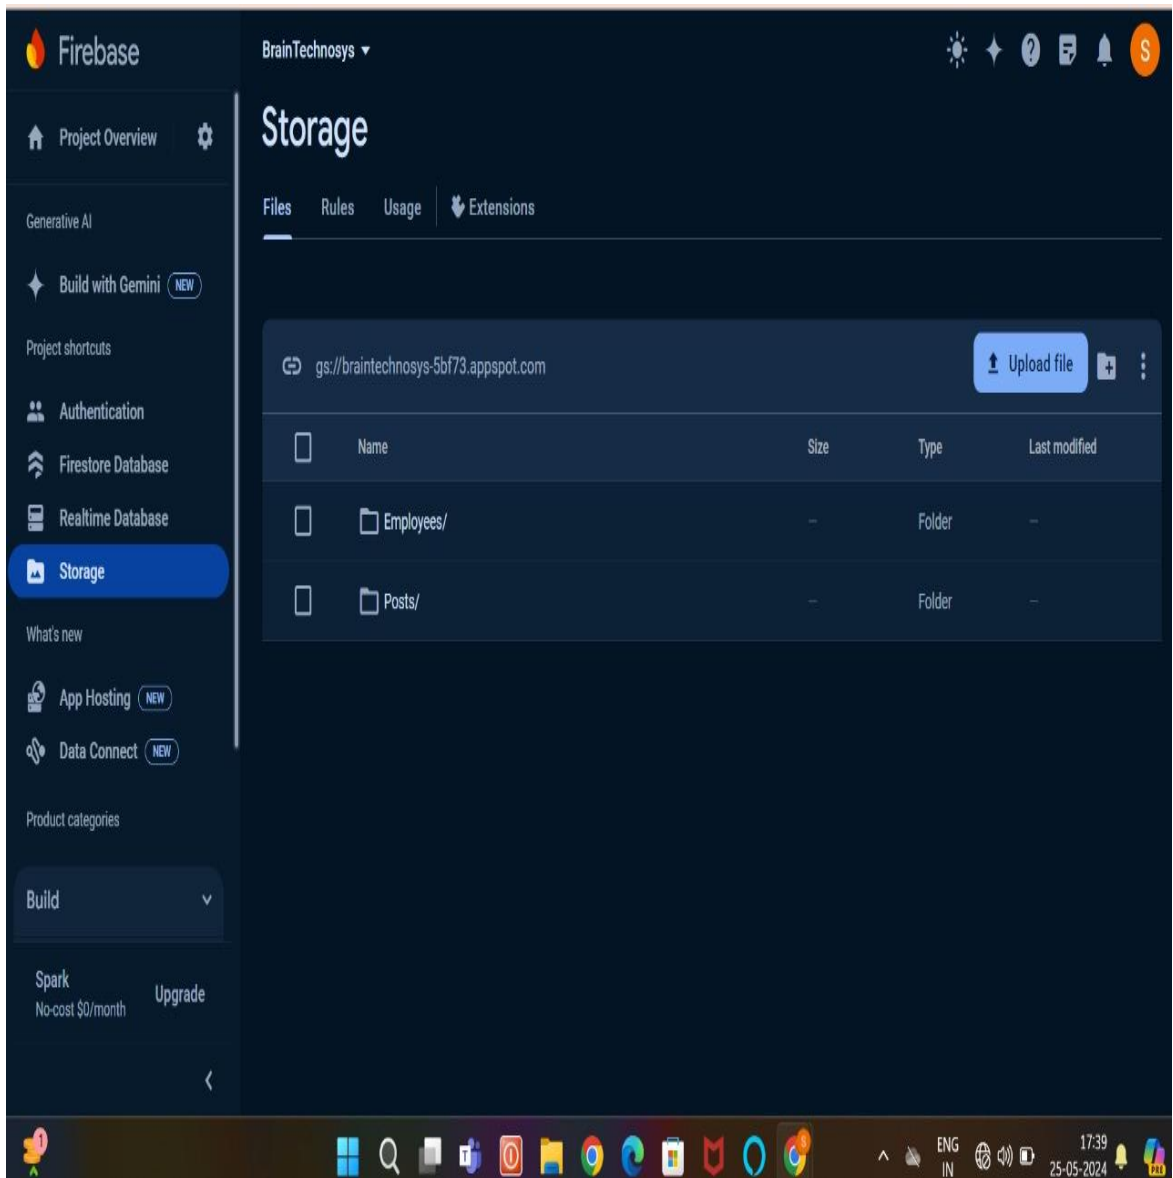 Firebase
BrainTechnosys
S
Project Overview
Storage
Files Rules Usage Extensions
Generative AI
Build with Gemini NEW
Project shortcuts
gs://braintechnosys-5bf73.appspot.com
Upload file
Authentication
Firestore Database
Realtime Database
Storage
Name Size Type Last modified
Employees/ – Folder –
Posts/ – Folder –
What's new
App Hosting NEW
Data Connect NEW
Product categories
Build
Spark
No-cost $0/month
Upgrade
1
S
ENG
IN
17:39
25-05-2024
PRE